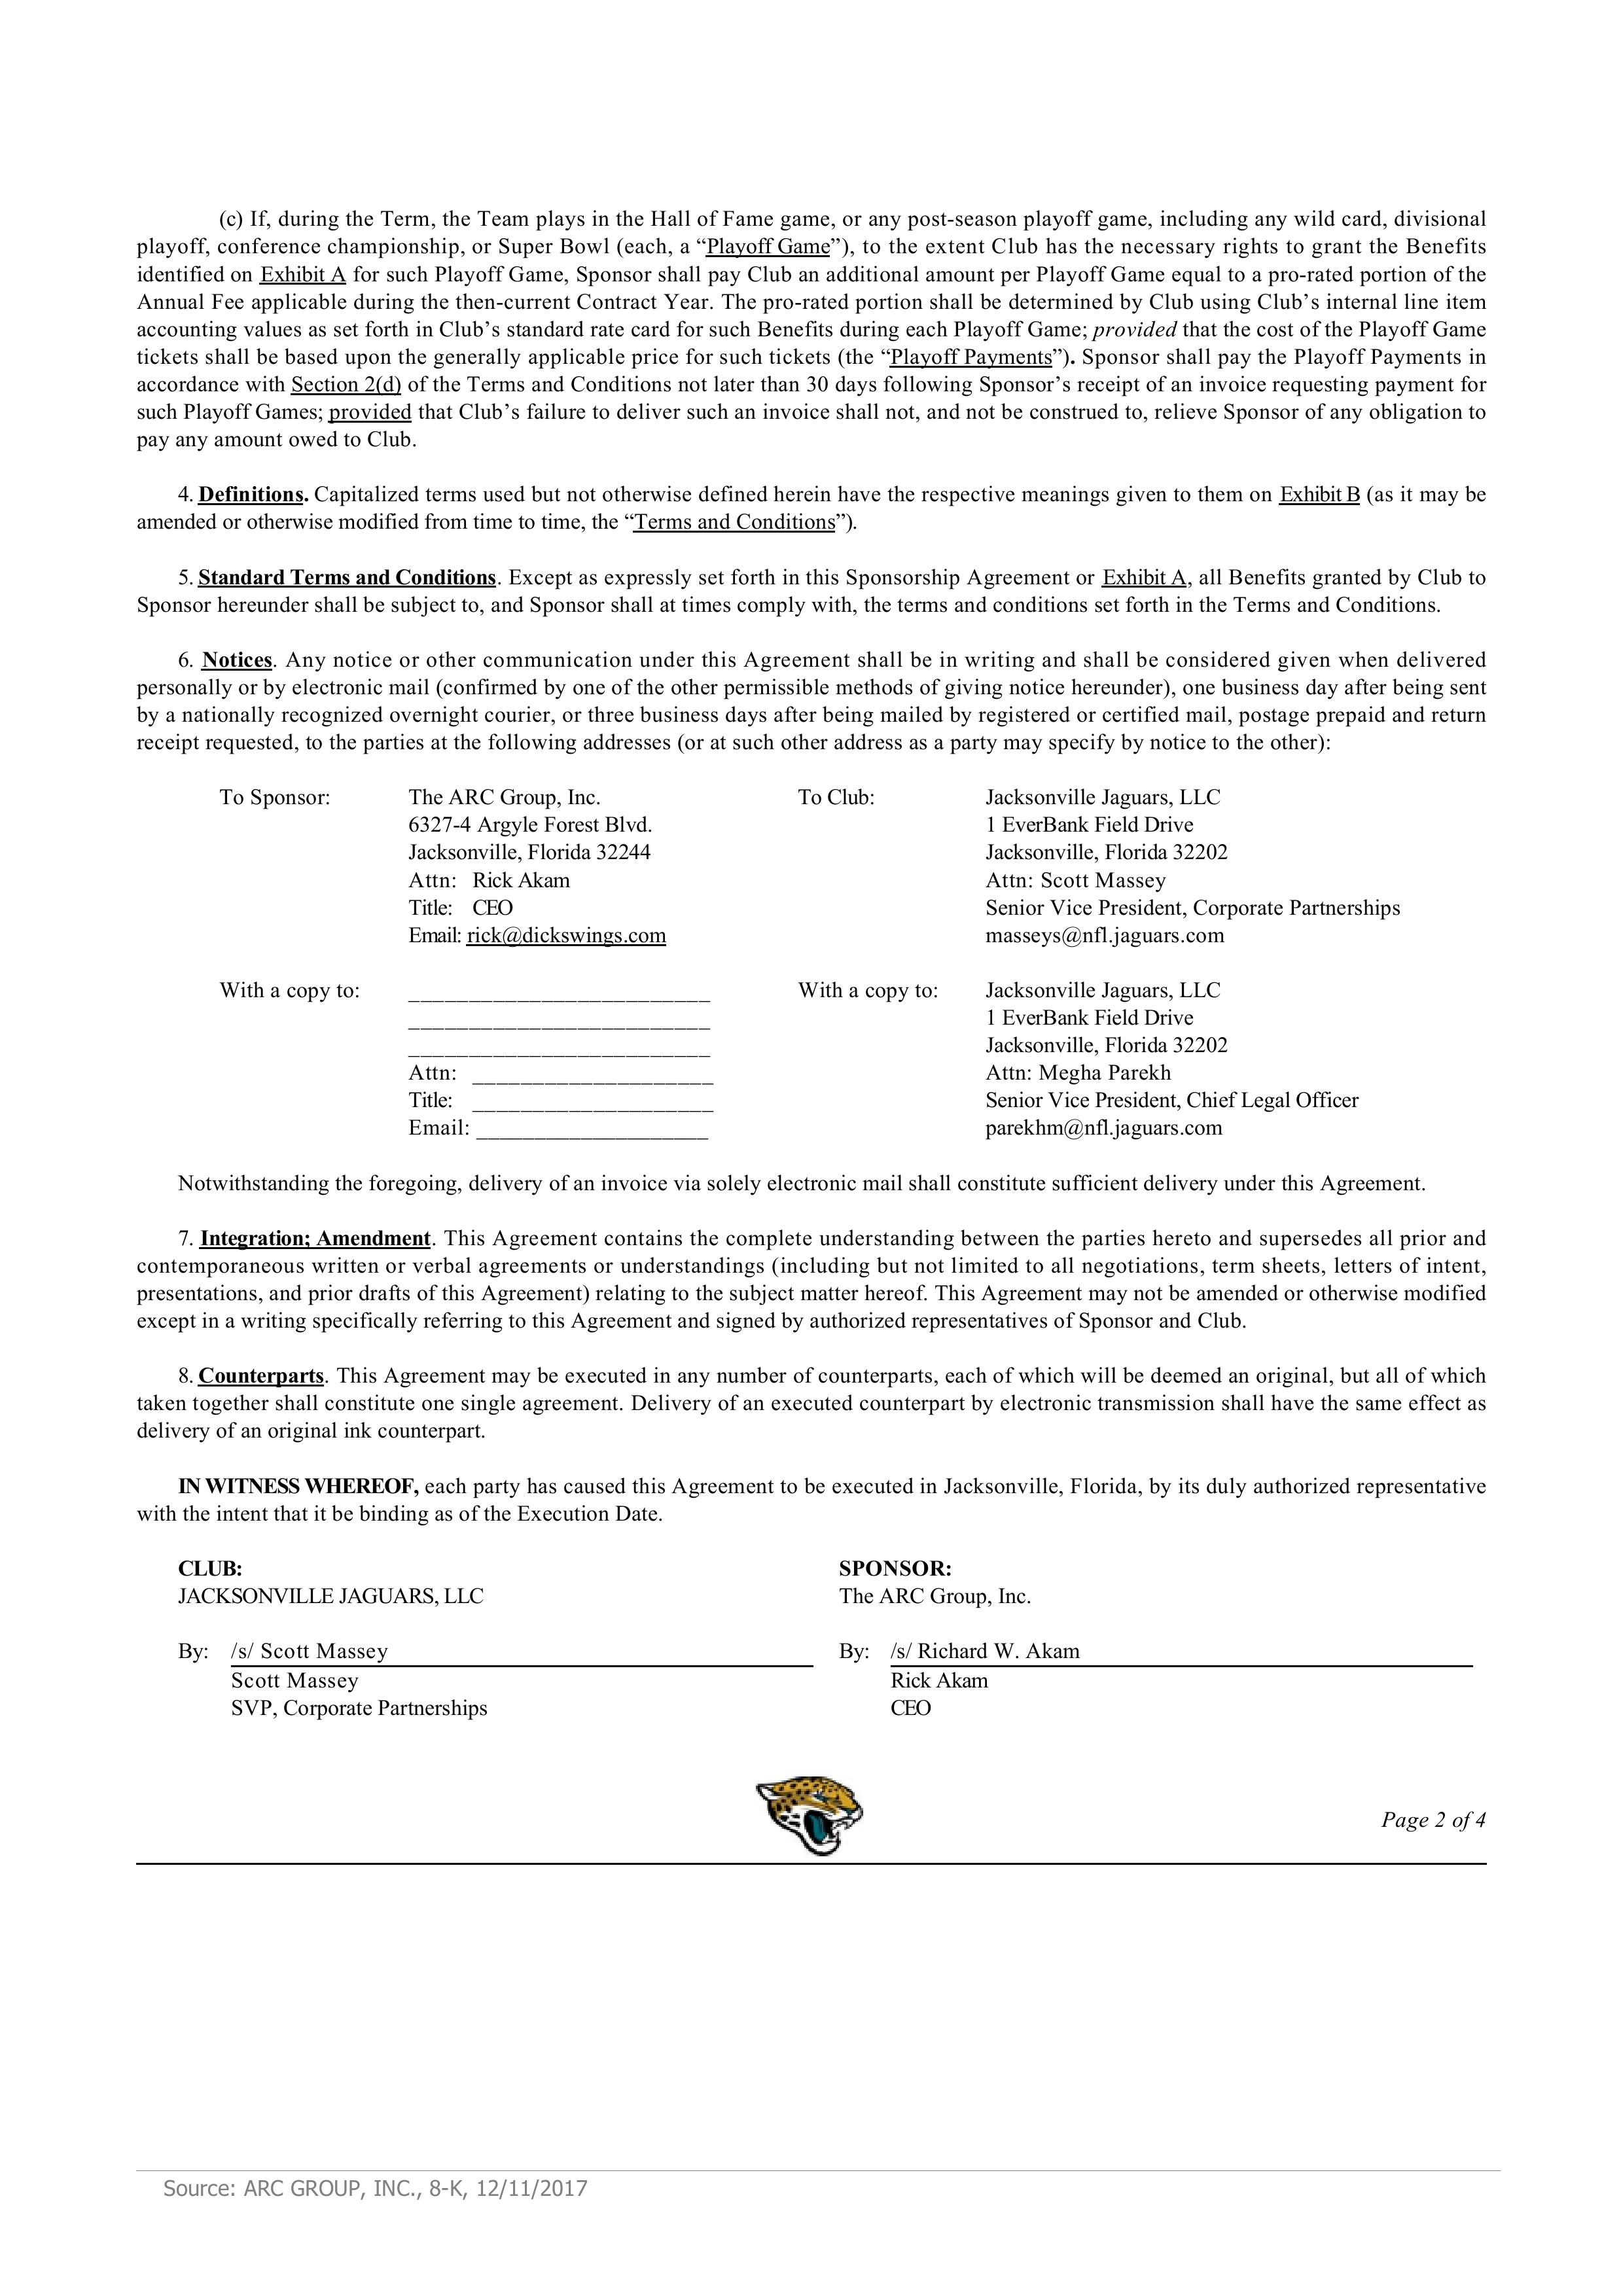 (c) If, during the Term, the Team plays in the Hall of Fame game, or any post-season playoff game, including any wild card, divisional
playoff, conference championship, or Super Bowl (each, a “Playoff Game”), to the extent Club has the necessary rights to grant the Benefits
identified on Exhibit A for such Playoff Game, Sponsor shall pay Club an additional amount per Playoff Game equal to a pro-rated portion of the
Annual Fee applicable during the then-current Contract Year. The pro-rated portion shall be determined by Club using Club’s internal line item
accounting values as set forth in Club’s standard rate card for such Benefits during each Playoff Game; provided that the cost of the Playoff Game
tickets shall be based upon the generally applicable price for such tickets (the “Playoff Payments”). Sponsor shall pay the Playoff Payments in
accordance with Section 2(d) of the Terms and Conditions not later than 30 days following Sponsor’s receipt of an invoice requesting payment for
such Playoff Games; provided that Club’s failure to deliver such an invoice shall not, and not be construed to, relieve Sponsor of any obligation to
pay any amount owed to Club.
4. Definitions. Capitalized terms used but not otherwise defined herein have the respective meanings given to them on Exhibit B (as it may be
amended or otherwise modified from time to time, the “Terms and Conditions”).
5. Standard Terms and Conditions. Except as expressly set forth in this Sponsorship Agreement or Exhibit A, all Benefits granted by Club to
Sponsor hereunder shall be subject to, and Sponsor shall at times comply with, the terms and conditions set forth in the Terms and Conditions.
6. Notices. Any notice or other communication under this Agreement shall be in writing and shall be considered given when delivered
personally or by electronic mail (confirmed by one of the other permissible methods of giving notice hereunder), one business day after being sent
by a nationally recognized overnight courier, or three business days after being mailed by registered or certified mail, postage prepaid and return
receipt requested, to the parties at the following addresses (or at such other address as a party may specify by notice to the other):
To Sponsor: The ARC Group, Inc. To Club: Jacksonville Jaguars, LLC
6327-4 Argyle Forest Blvd. 1 EverBank Field Drive
Jacksonville, Florida 32244 Jacksonville, Florida 32202
Attn: Rick Akam Attn: Scott Massey
Title: CEO Senior Vice President, Corporate Partnerships
Email: rick@dickswings.com masseys@nfl.jaguars.com
With a copy to: _________________________ With a copy to: Jacksonville Jaguars, LLC
_________________________ 1 EverBank Field Drive
_________________________ Jacksonville, Florida 32202
Attn: ____________________ Attn: Megha Parekh
Title: ____________________ Senior Vice President, Chief Legal Officer
Email: ___________________ parekhm@nfl.jaguars.com
Notwithstanding the foregoing, delivery of an invoice via solely electronic mail shall constitute sufficient delivery under this Agreement.
7. Integration; Amendment. This Agreement contains the complete understanding between the parties hereto and supersedes all prior and
contemporaneous written or verbal agreements or understandings (including but not limited to all negotiations, term sheets, letters of intent,
presentations, and prior drafts of this Agreement) relating to the subject matter hereof. This Agreement may not be amended or otherwise modified
except in a writing specifically referring to this Agreement and signed by authorized representatives of Sponsor and Club.
8. Counterparts. This Agreement may be executed in any number of counterparts, each of which will be deemed an original, but all of which
taken together shall constitute one single agreement. Delivery of an executed counterpart by electronic transmission shall have the same effect as
delivery of an original ink counterpart.
IN WITNESS WHEREOF, each party has caused this Agreement to be executed in Jacksonville, Florida, by its duly authorized representative
with the intent that it be binding as of the Execution Date.
CLUB: SPONSOR:
JACKSONVILLE JAGUARS, LLC The ARC Group, Inc.
By: /s/ Scott Massey By: /s/ Richard W. Akam
Scott Massey Rick Akam
SVP, Corporate Partnerships CEO
Page 2 of 4
Source: ARC GROUP, INC., 8-K, 12/11/2017